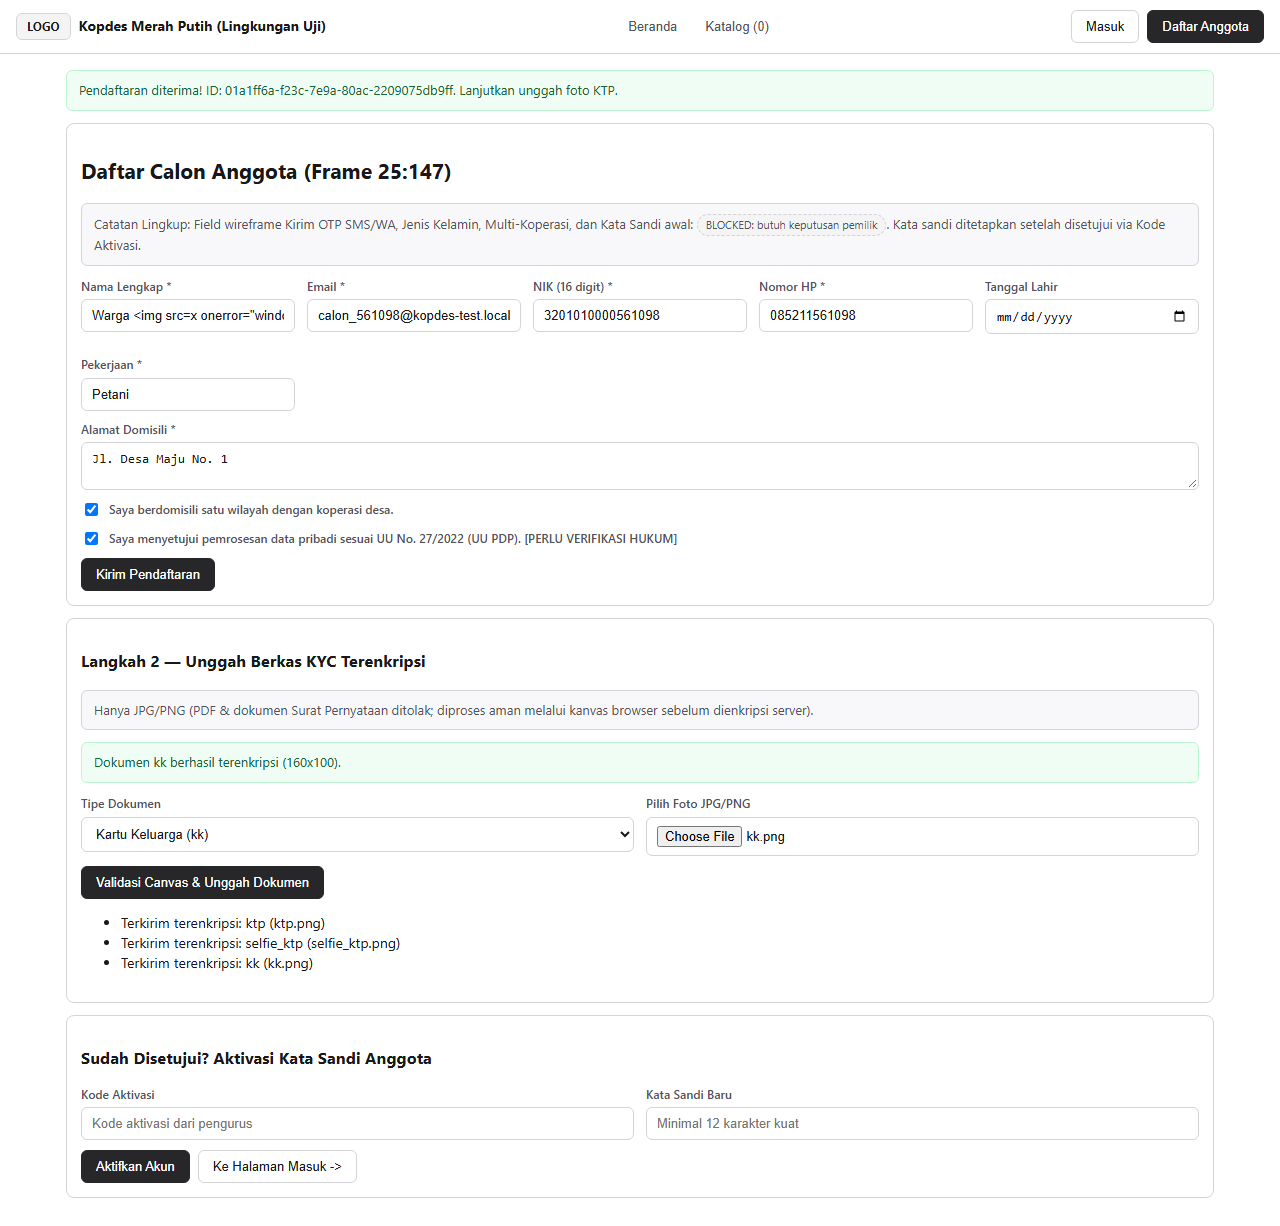 LOGO
Kopdes Merah Putih (Lingkungan Uji)
Beranda
Katalog (0)
Masuk
Daftar Anggota
Pendaftaran diterima! ID: 01a1ff6a-f23c-7e9a-80ac-2209075db9ff. Lanjutkan unggah foto KTP.
Daftar Calon Anggota (Frame 25:147)
Catatan Lingkup: Field wireframe Kirim OTP SMS/WA, Jenis Kelamin, Multi-Koperasi, dan Kata Sandi awal: BLOCKED: butuh keputusan pemilik . Kata sandi ditetapkan setelah disetujui via Kode
Aktivasi.
Nama Lengkap *
Email *
NIK (16 digit) *
Nomor HP *
Tanggal Lahir
Warga <img src=x onerror="wind
calon_561098@kopdes-test.local
3201010000561098
085211561098
mm/dd/yyyy
Pekerjaan *
Petani
Alamat Domisili *
Jl. Desa Maju No. 1
Saya berdomisili satu wilayah dengan koperasi desa.
Saya menyetujui pemrosesan data pribadi sesuai UU No. 27/2022 (UU PDP). [PERLU VERIFIKASI HUKUM]
Kirim Pendaftaran
Langkah 2 — Unggah Berkas KYC Terenkripsi
Hanya JPG/PNG (PDF & dokumen Surat Pernyataan ditolak; diproses aman melalui kanvas browser sebelum dienkripsi server).
Dokumen kk berhasil terenkripsi (160x100).
Tipe Dokumen
Pilih Foto JPG/PNG
Kartu Keluarga (kk)
Choose File kk.png
Validasi Canvas & Unggah Dokumen
Terkirim terenkripsi: ktp (ktp.png)
Terkirim terenkripsi: selfie_ktp (selfie_ktp.png)
Terkirim terenkripsi: kk (kk.png)
Sudah Disetujui? Aktivasi Kata Sandi Anggota
Kode Aktivasi
Kata Sandi Baru
Kode aktivasi dari pengurus
Minimal 12 karakter kuat
Aktifkan Akun
Ke Halaman Masuk ->